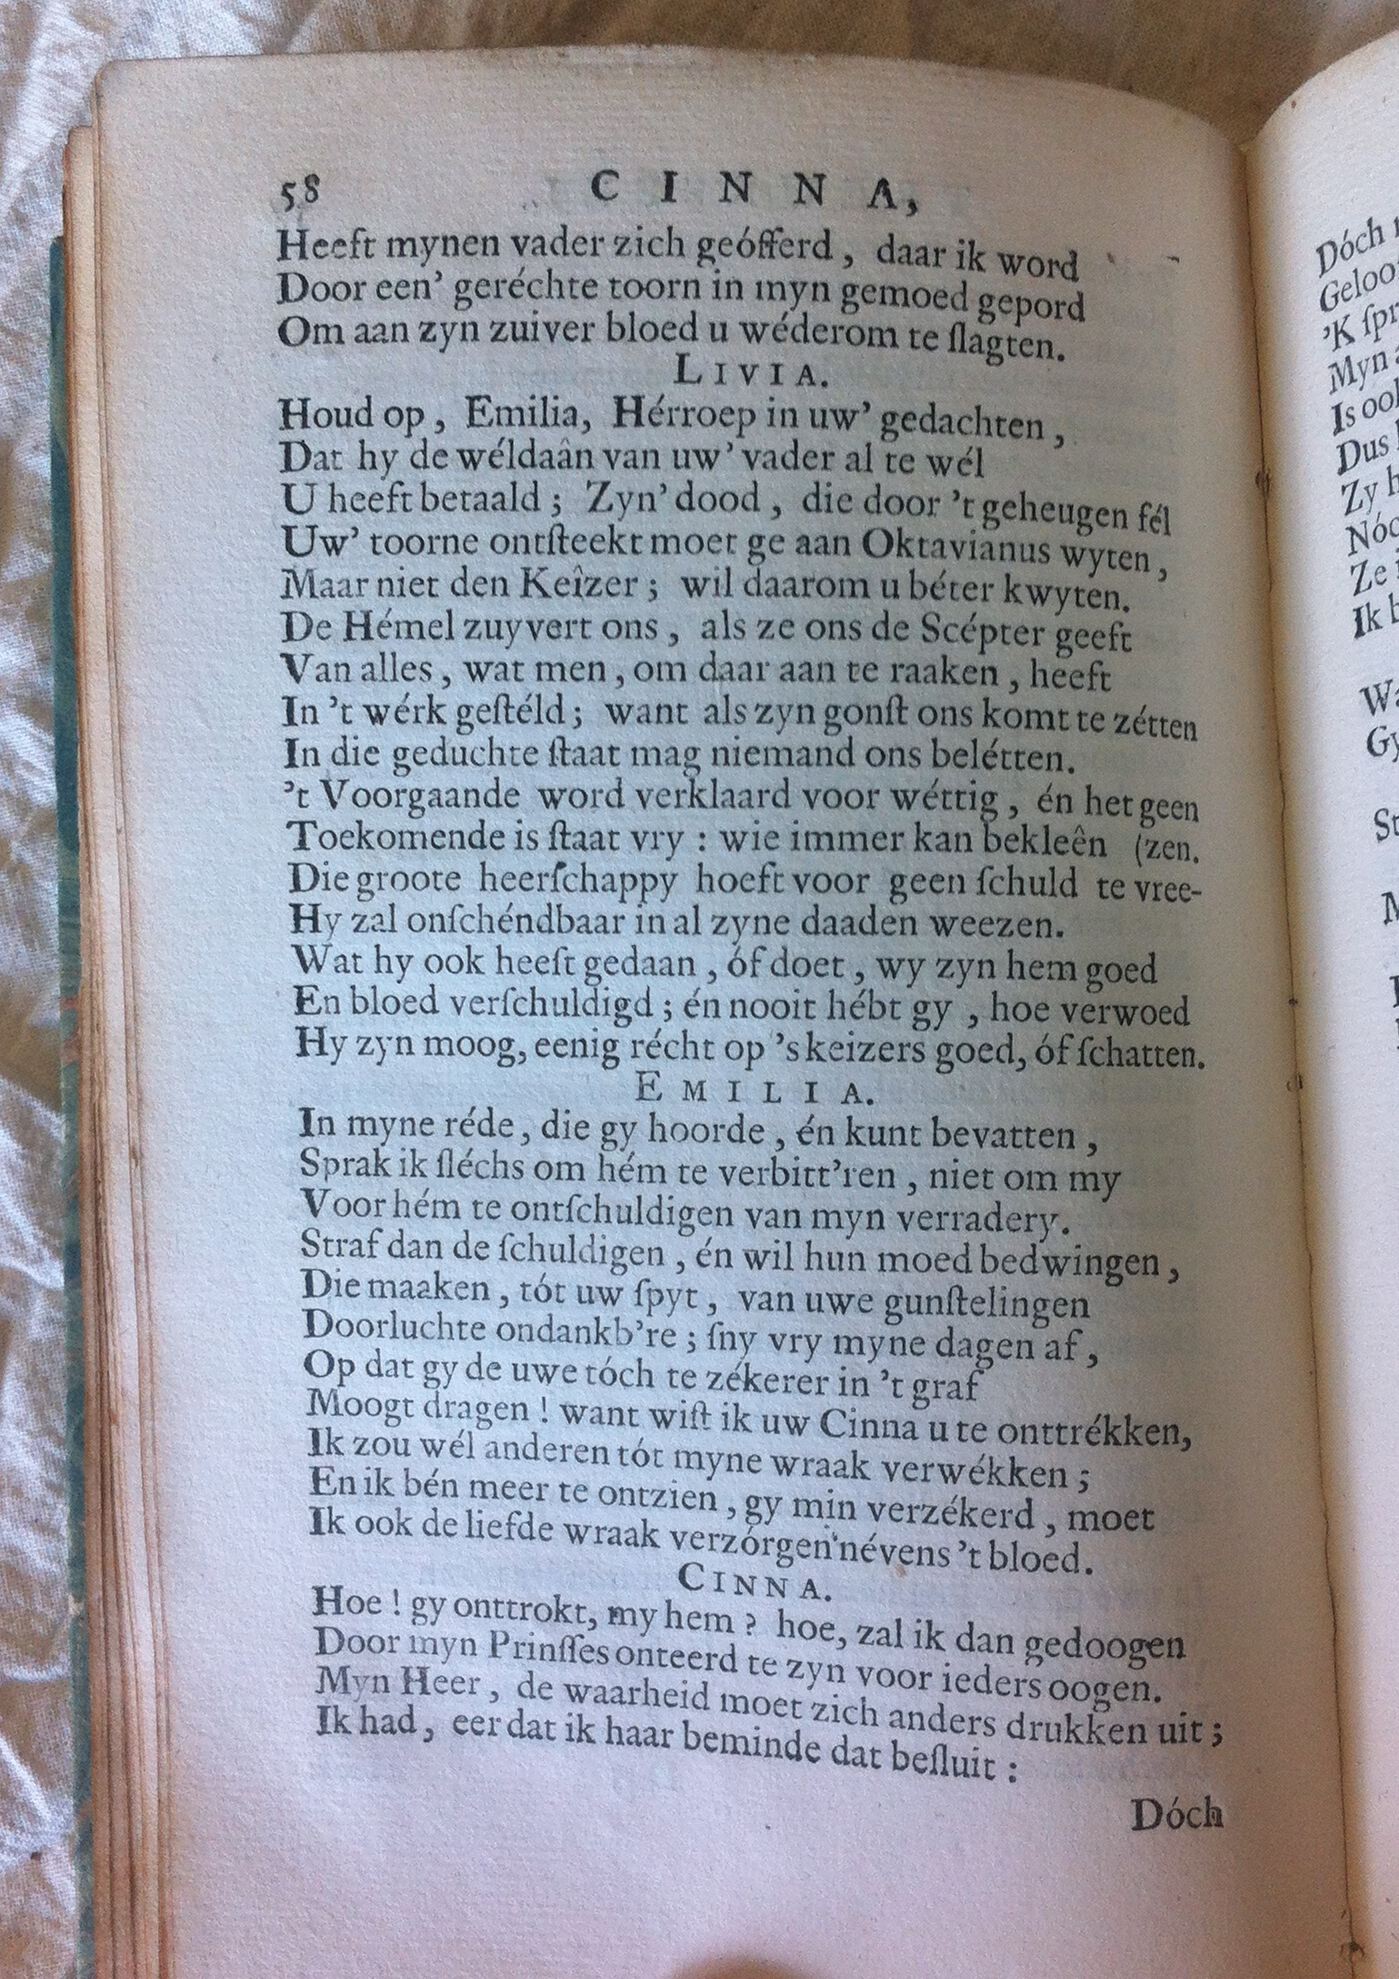 58 CINNA,
Heeft mynen vader zich geófferd, daar ik word
Door een' geréchte toorn in myn gemoed gepord
Om aan zyn zuiver bloed u wéderom te ſlagten.
LIVIA.
Houd op, Emilia, Hérroep in uw' gedachten,
Dat hy de wéldaân van uw' vader al te wél
U heeft betaald; Zyn' dood, die door 't geheugen fél
Uw' toorne ontſteekt moet ge aan Oktavianus wyten,
Maar niet den Keîzer; wil daarom u béter kwyten.
De Hémel zuyvert ons, als ze ons de Scépter geeft
Van alles, wat men, om daar aan te raaken, heeft
In 't wérk geſtéld; want als zyn gonſt ons komt te zétten
In die geduchte ſtaat mag niemand ons belétten.
't Voorgaande word verklaard voor wéttig, én het geen
Toekomende is ſtaat vry: wie immer kan bekleên (zen.
Die groote heerſchappy hoeft voor geen ſchuld te vree-
Hy zal onſchéndbaar in al zyne daaden weezen.
Wat hy ook heeft gedaan, óf doet, wy zyn hem goed
En bloed verſchuldigd; én nooit hébt gy, hoe verwoed
Hy zyn moog, eenig récht op 's keizers goed, óf ſchatten.
EMILIA.
In myne réde, die gy hoorde, én kunt bevatten,
Sprak ik ſléchs om hém te verbitt'ren, niet om my
Voor hém te ontſchuldigen van myn verradery.
Straf dan de ſchuldigen, én wil hun moed bedwingen,
Die maaken, tót uw ſpyt, van uwe gunſtelingen
Doorluchte ondankb're; ſny vry myne dagen af,
Op dat gy de uwe tóch te zékerer in 't graf
Moogt dragen! want wiſt ik uw Cinna u te onttrékken,
Ik zou wél anderen tót myne wraak verwékken;
En ik bén meer te ontzien, gy min verzékerd, moet
Ik ook de liefde wraak verzórgen névens 't bloed.
CINNA.
Hoe! gy onttrokt, my hem? hoe, zal ik dan gedoogen
Door myn Prinſſes onteerd te zyn voor ieders oogen.
Myn Heer, de waarheid moet zich anders drukken uit;
Ik had, eer dat ik haar beminde dat beſluit:
Dóch